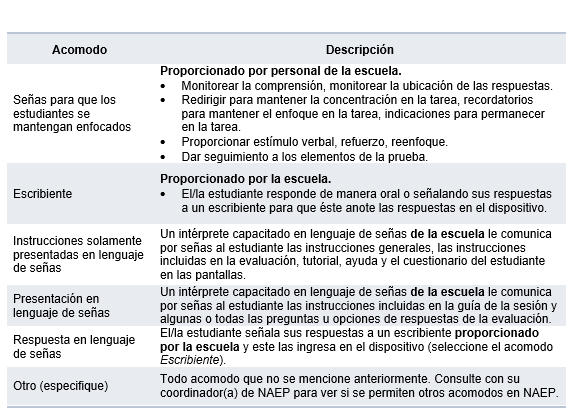 Acomodo Descripción
Señas para que los estudiantes se mantengan enfocados
Proporcionado por personal de la escuela.
• Monitorear la comprensión, monitorear la ubicación de las respuestas.
• Redirigir para mantener la concentración en la tarea, recordatorios
para mantener el enfoque en la tarea, indicaciones para permanecer
en la tarea.
• Proporcionar estímulo verbal, refuerzo, reenfoque.
• Dar seguimiento a los elementos de la prueba.
Escribiente
Proporcionado por la escuela.
• El/la estudiante responde de manera oral o señalando sus respuestas
a un escribiente para que éste anote las respuestas en el dispositivo.
Instrucciones solamente
presentadas en lenguaje
de señas
Un intérprete capacitado en lenguaje de señas de la escuela le comunica
por señas al estudiante las instrucciones generales, las instrucciones
incluidas en la evaluación, tutorial, ayuda y el cuestionario del estudiante
en las pantallas.
Presentación en
lenguaje de señas
Un intérprete capacitado en lenguaje de señas de la escuela le comunica
por señas al estudiante las instrucciones incluidas en la guía de la sesión y
algunas o todas las preguntas u opciones de respuestas de la evaluación.
Respuesta en lenguaje
de señas
El/la estudiante señala sus respuestas a un escribiente proporcionado
por la escuela y este las ingresa en el dispositivo (seleccione el acomodo
Escribiente).
Otro (especifique)
Todo acomodo que no se mencione anteriormente. Consulte con su
coordinador(a) de NAEP para ver si se permiten otros acomodos en NAEP.